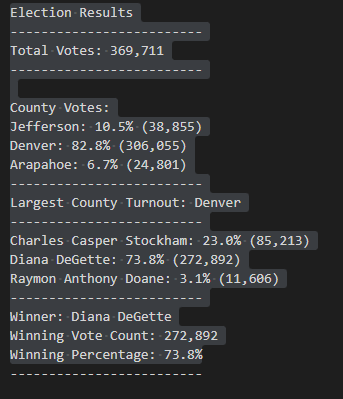 Election Results
-------------------------
Total Votes: 369,711
-------------------------
County Votes:
Jefferson: 10.5% (38,855)
Denver: 82.8% (306,055)
Arapahoe: 6.7% (24,801)
-------------------------
Largest County Turnout: Denver
-------------------------
Charles Casper Stockham: 23.0% (85,213)
Diana DeGette: 73.8% (272,892)
Raymon Anthony Doane: 3.1% (11,606)
-------------------------
Winner: Diana DeGette
Winning Vote Count: 272,892
Winning Percentage: 73.8%
-------------------------